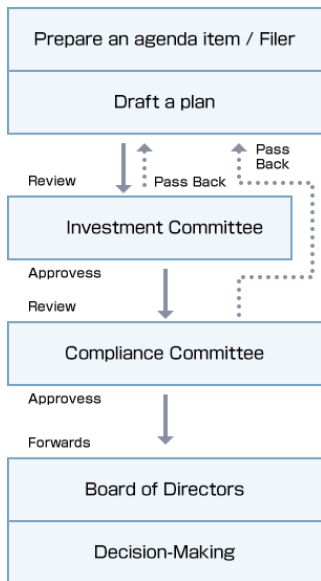 Prepare an agenda item / Filer
Draft a plan
Pass
Back
Review
Pass Back
Investment Committee
Approvess
Review
Compliance Committee
Approvess
Forwards
Board of Directors
Decision-Making